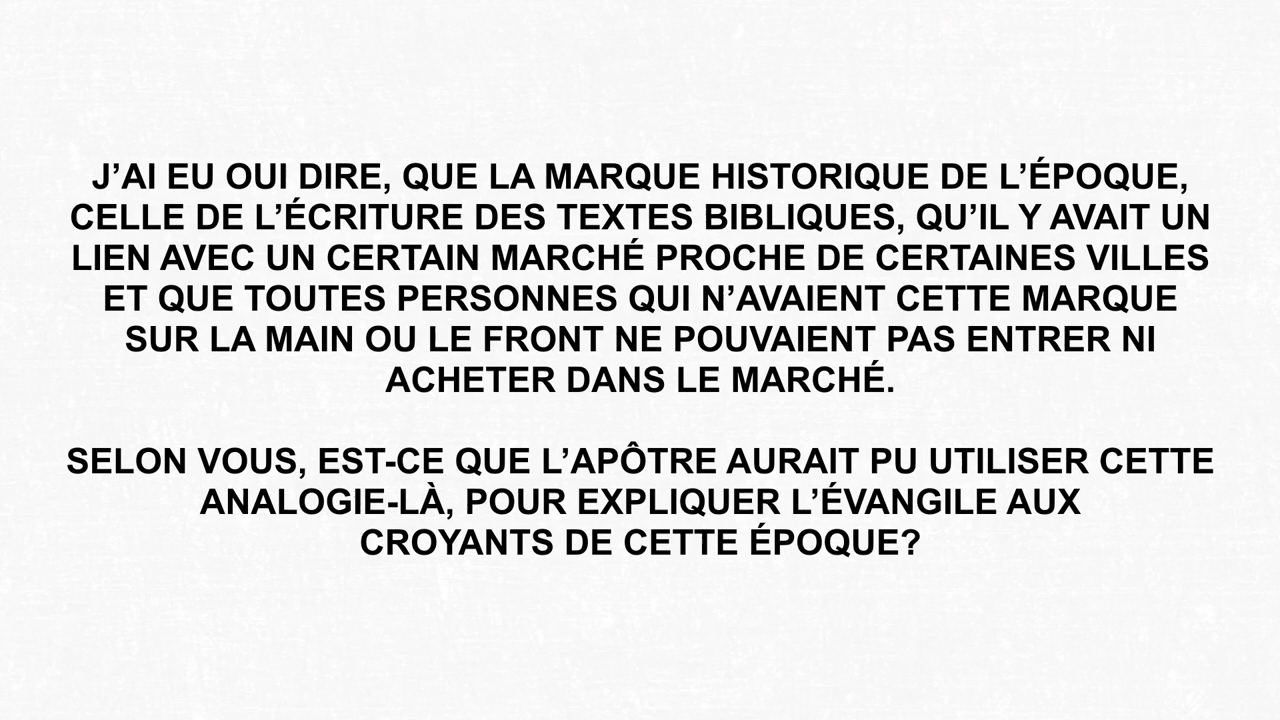 J’AI EU OUI DIRE, QUE LA MARQUE HISTORIQUE DE L’ÉPOQUE,
CELLE DE L’ÉCRITURE DES TEXTES BIBLIQUES, QU’IL Y AVAIT UN
LIEN AVEC UN CERTAIN MARCHÉ PROCHE DE CERTAINES VILLES
ET QUE TOUTES PERSONNES QUI N’AVAIENT CETTE MARQUE
SUR LA MAIN OU LE FRONT NE POUVAIENT PAS ENTRER NI
ACHETER DANS LE MARCHÉ.
SELON VOUS, EST-CE QUE L’APÔTRE AURAIT PU UTILISER CETTE
ANALOGIE-LÀ, POUR EXPLIQUER L’ÉVANGILE AUX
CROYANTS DE CETTE ÉPOQUE?